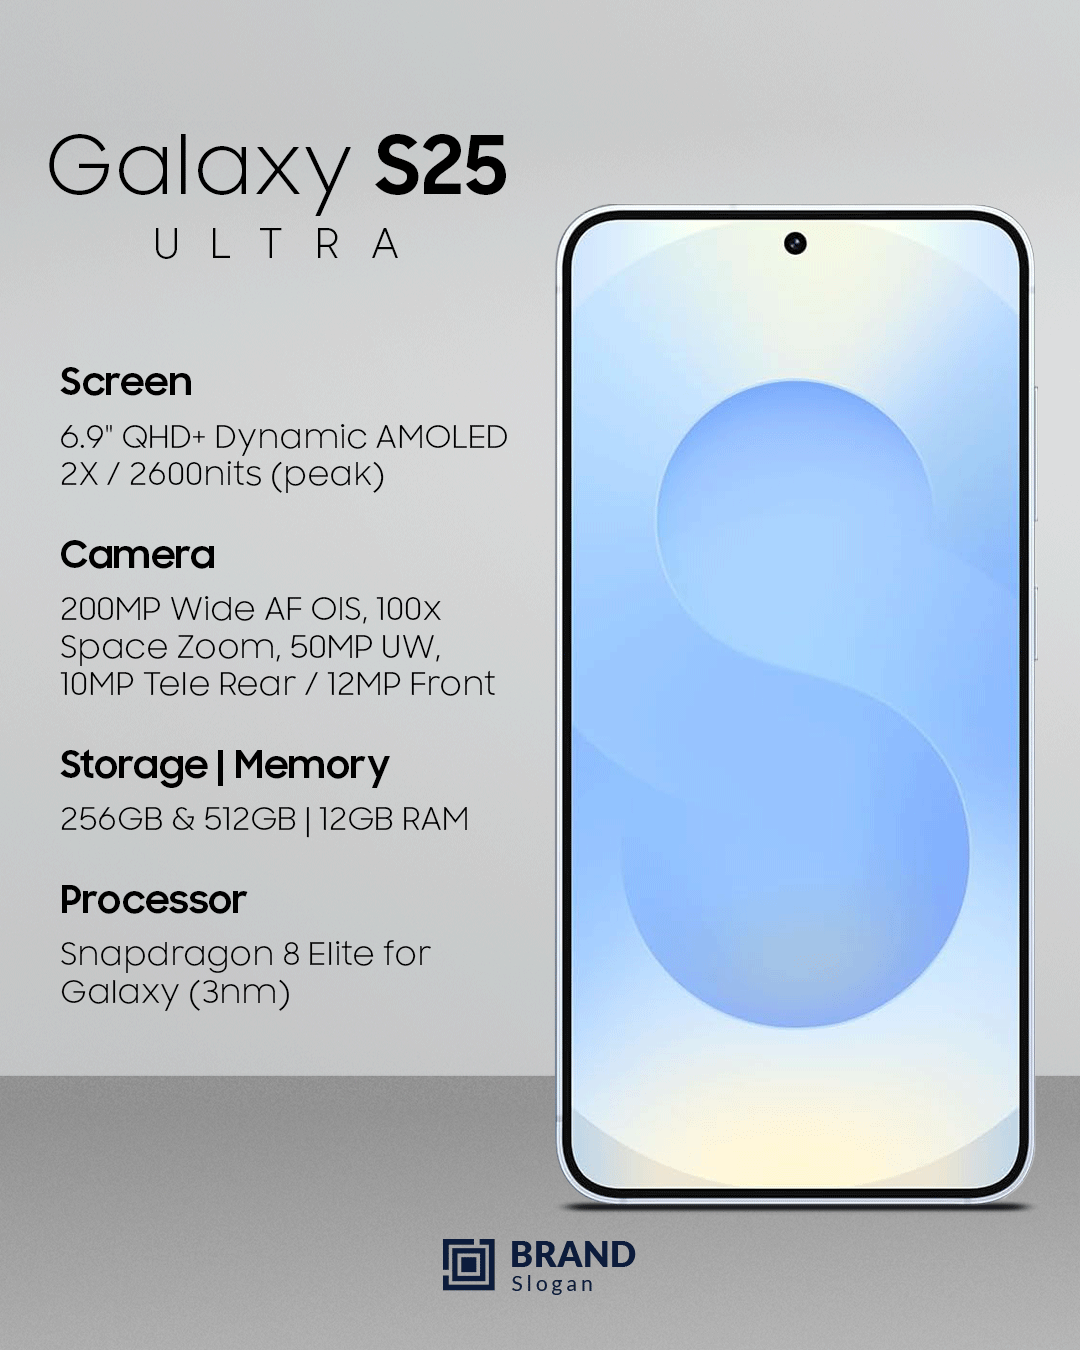 Galaxy S25
ULTRA
Screen
6.9" QHD+ Dynamic AMOLED
2X / 2600nits (peak)
Camera
200MP Wide AF OIS, 100x
Space Zoom, 50MP UW,
10MP Tele Rear / 12MP Front
Storage | Memory
256GB & 512GB | 12GB RAM
Processor
Snapdragon 8 Elite for
Galaxy (3nm)
BRAND
Slogan